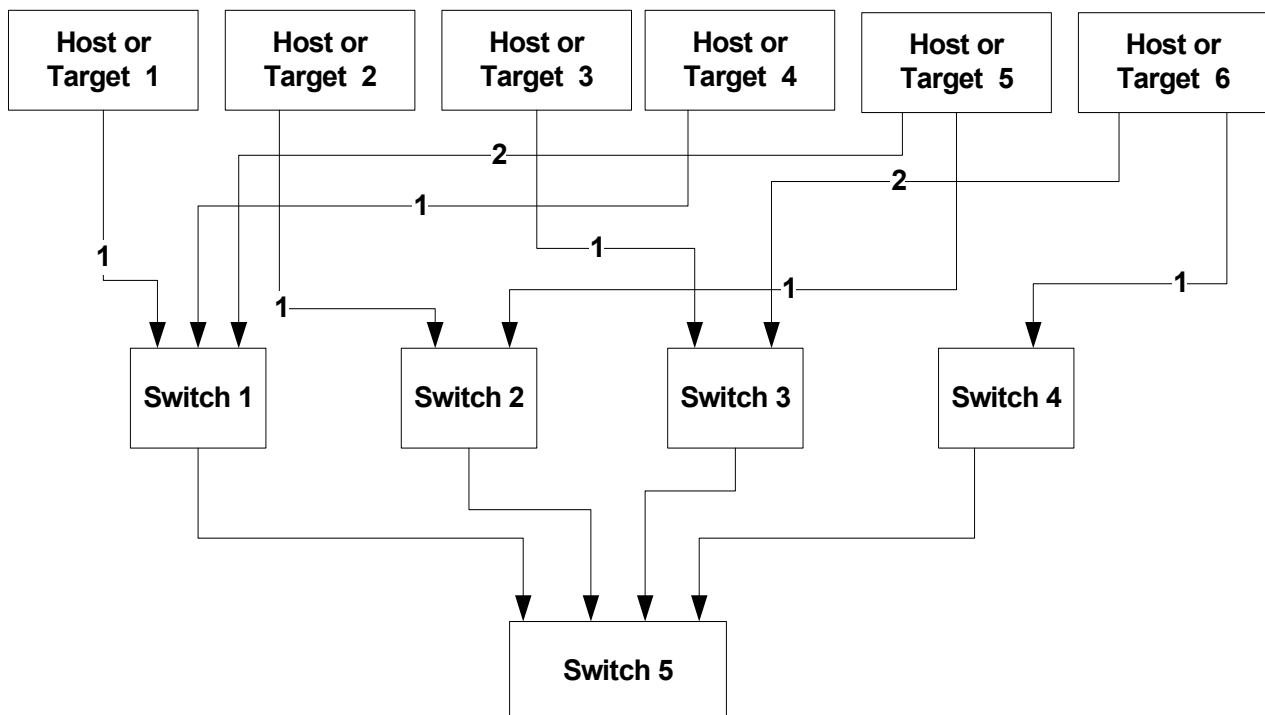 Host or
Target 1
Host or
Target 2
Host or
Target 3
Host or
Target 4
Host or
Target 5
Host or
Target 6
2
2
1
1
1
1
1
1
Switch 1
Switch 2
Switch 3
Switch 4
Switch 5